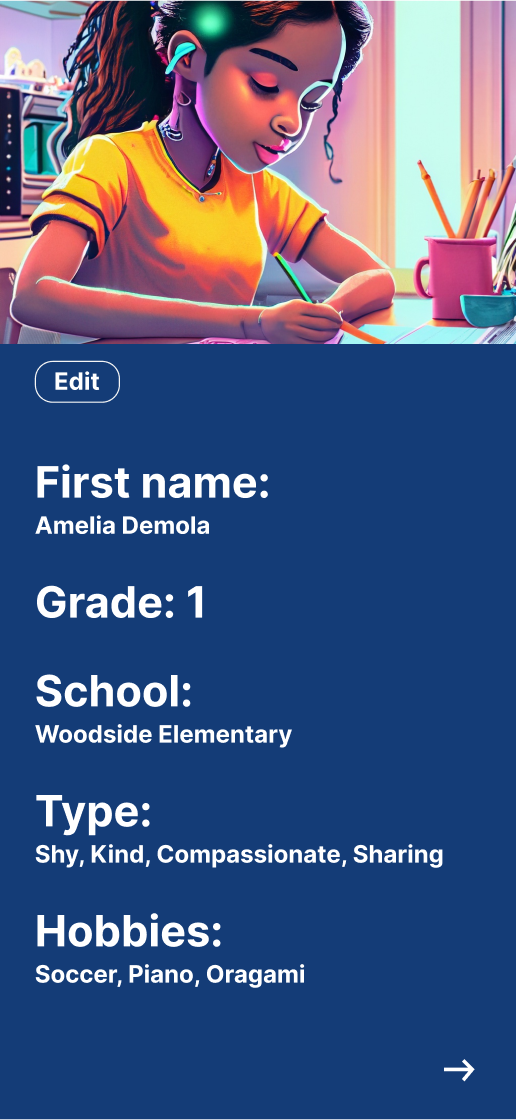 Edit
First name:
Amelia Demola
Grade: 1
School:
Woodside Elementary
Type:
Shy, Kind, Compassionate, Sharing
Hobbies:
Soccer, Piano, Oragami